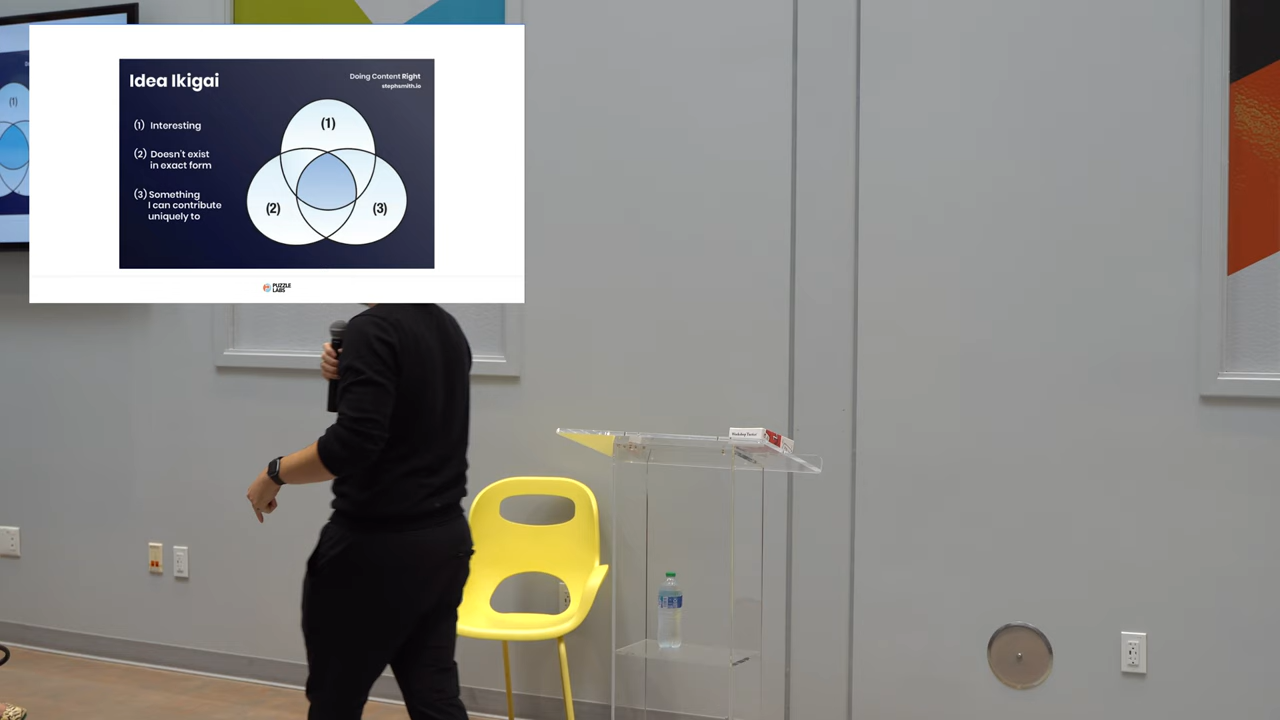 Idea Ikigai
Doing Content Right
stephsmith.io
(1) Interesting
(2) Doesn't exist
in exact form
(3) Something
I can contribute
uniquely to
(1)
(2)
(3)
PUZZLE
LABS
(1)